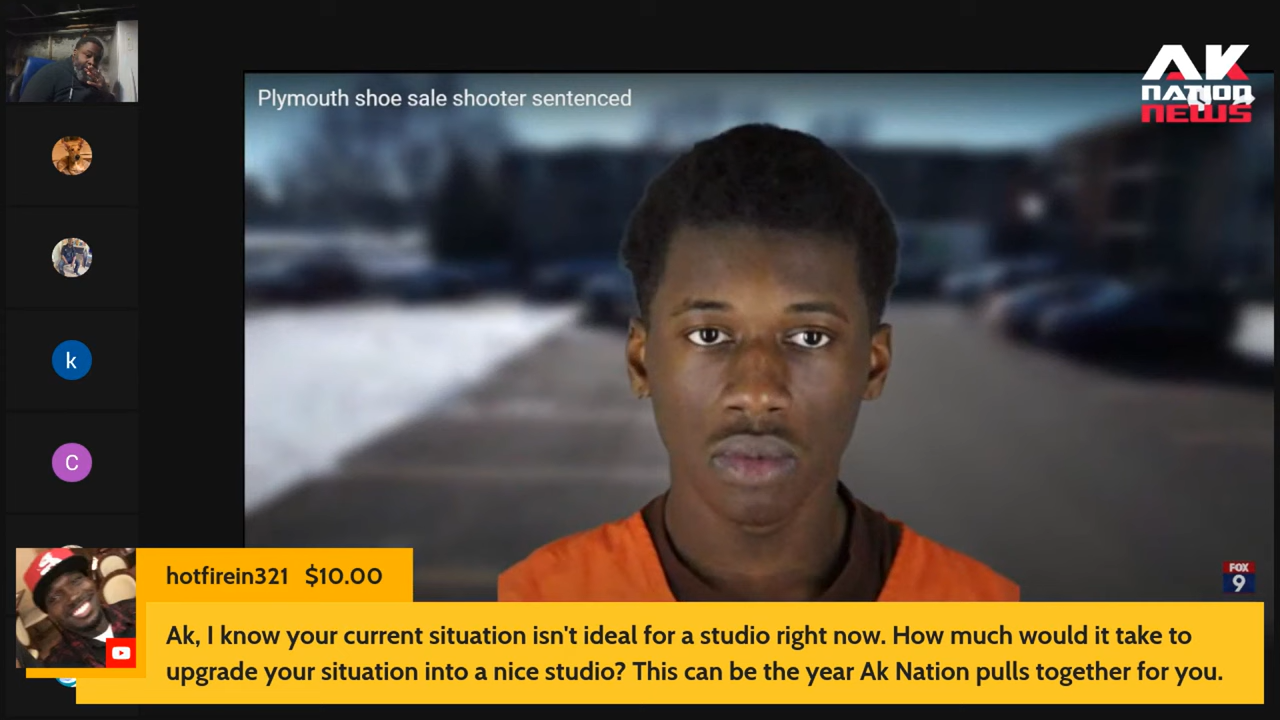 Plymouth shoe sale shooter sentenced
AK
NATION
NEWS
k
C
FOX
9
hotfirein321 $10.00
Ak, I know your current situation isn't ideal for a studio right now. How much would it take to
upgrade your situation into a nice studio? This can be the year Ak Nation pulls together for you.